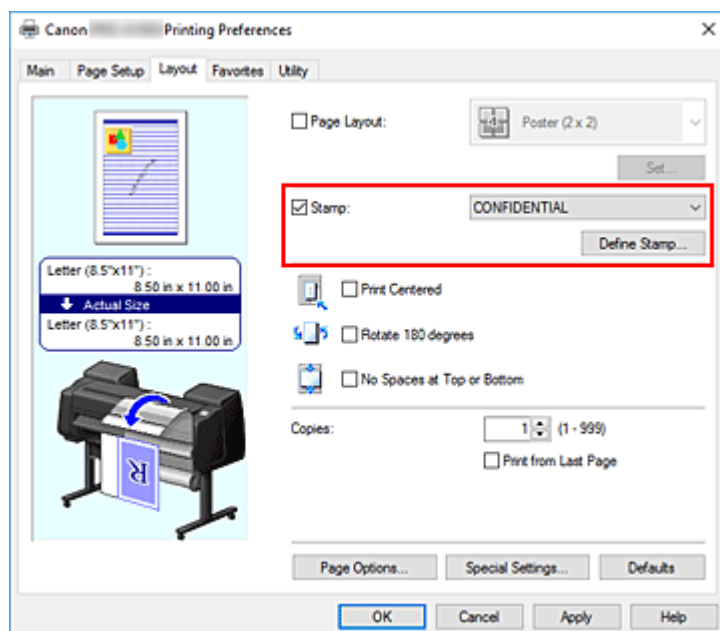 Canon Printing Preferences
Main Page Setup Layout Favorites Utility
Page Layout: Poster (2 x 2)
Set...
Stamp: CONFIDENTIAL
Define Stamp...
Letter (8.5"x11") :
8.50 in x 11.00 in
Actual Size
Letter (8.5"x11") :
8.50 in x 11.00 in
Print Centered
Rotate 180 degrees
No Spaces at Top or Bottom
R
Copies: 1 (1 - 999)
Print from Last Page
Page Options... Special Settings... Defaults
OK Cancel Apply Help